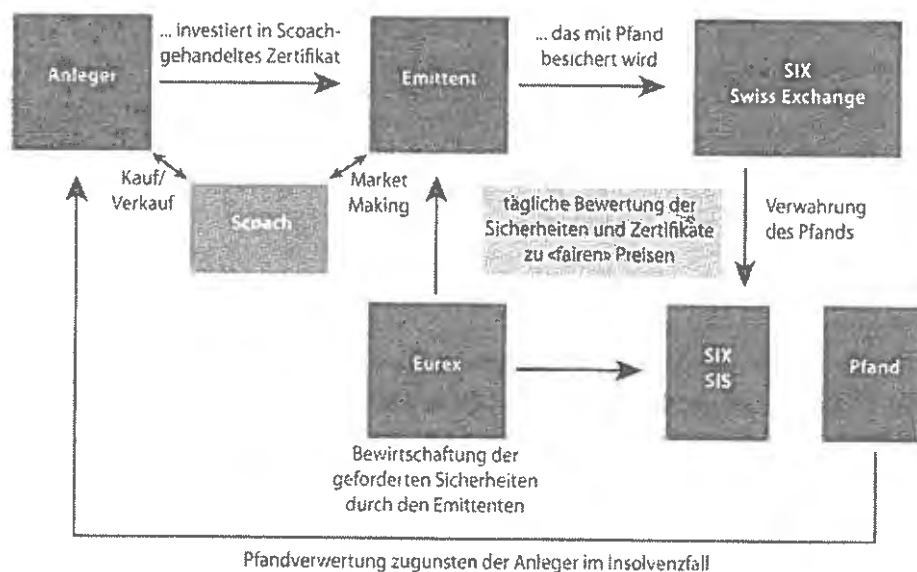 ... investiert in Scoach-
gehandeltes Zertifikat
... das mit Pfand
besichert wird
Anleger
Emittent
SIX
Swiss Exchange
Kauf/
Verkauf
Market
Making
Scoach
tägliche Bewertung der
Sicherheiten und Zertifikate
zu «fairen» Preisen
Verwahrung
des Pfands
Eurex
SIX
SIS
Pfand
Bewirtschaftung der
geforderten Sicherheiten
durch den Emittenten
Pfandverwertung zugunsten der Anleger im Insolvenzfall